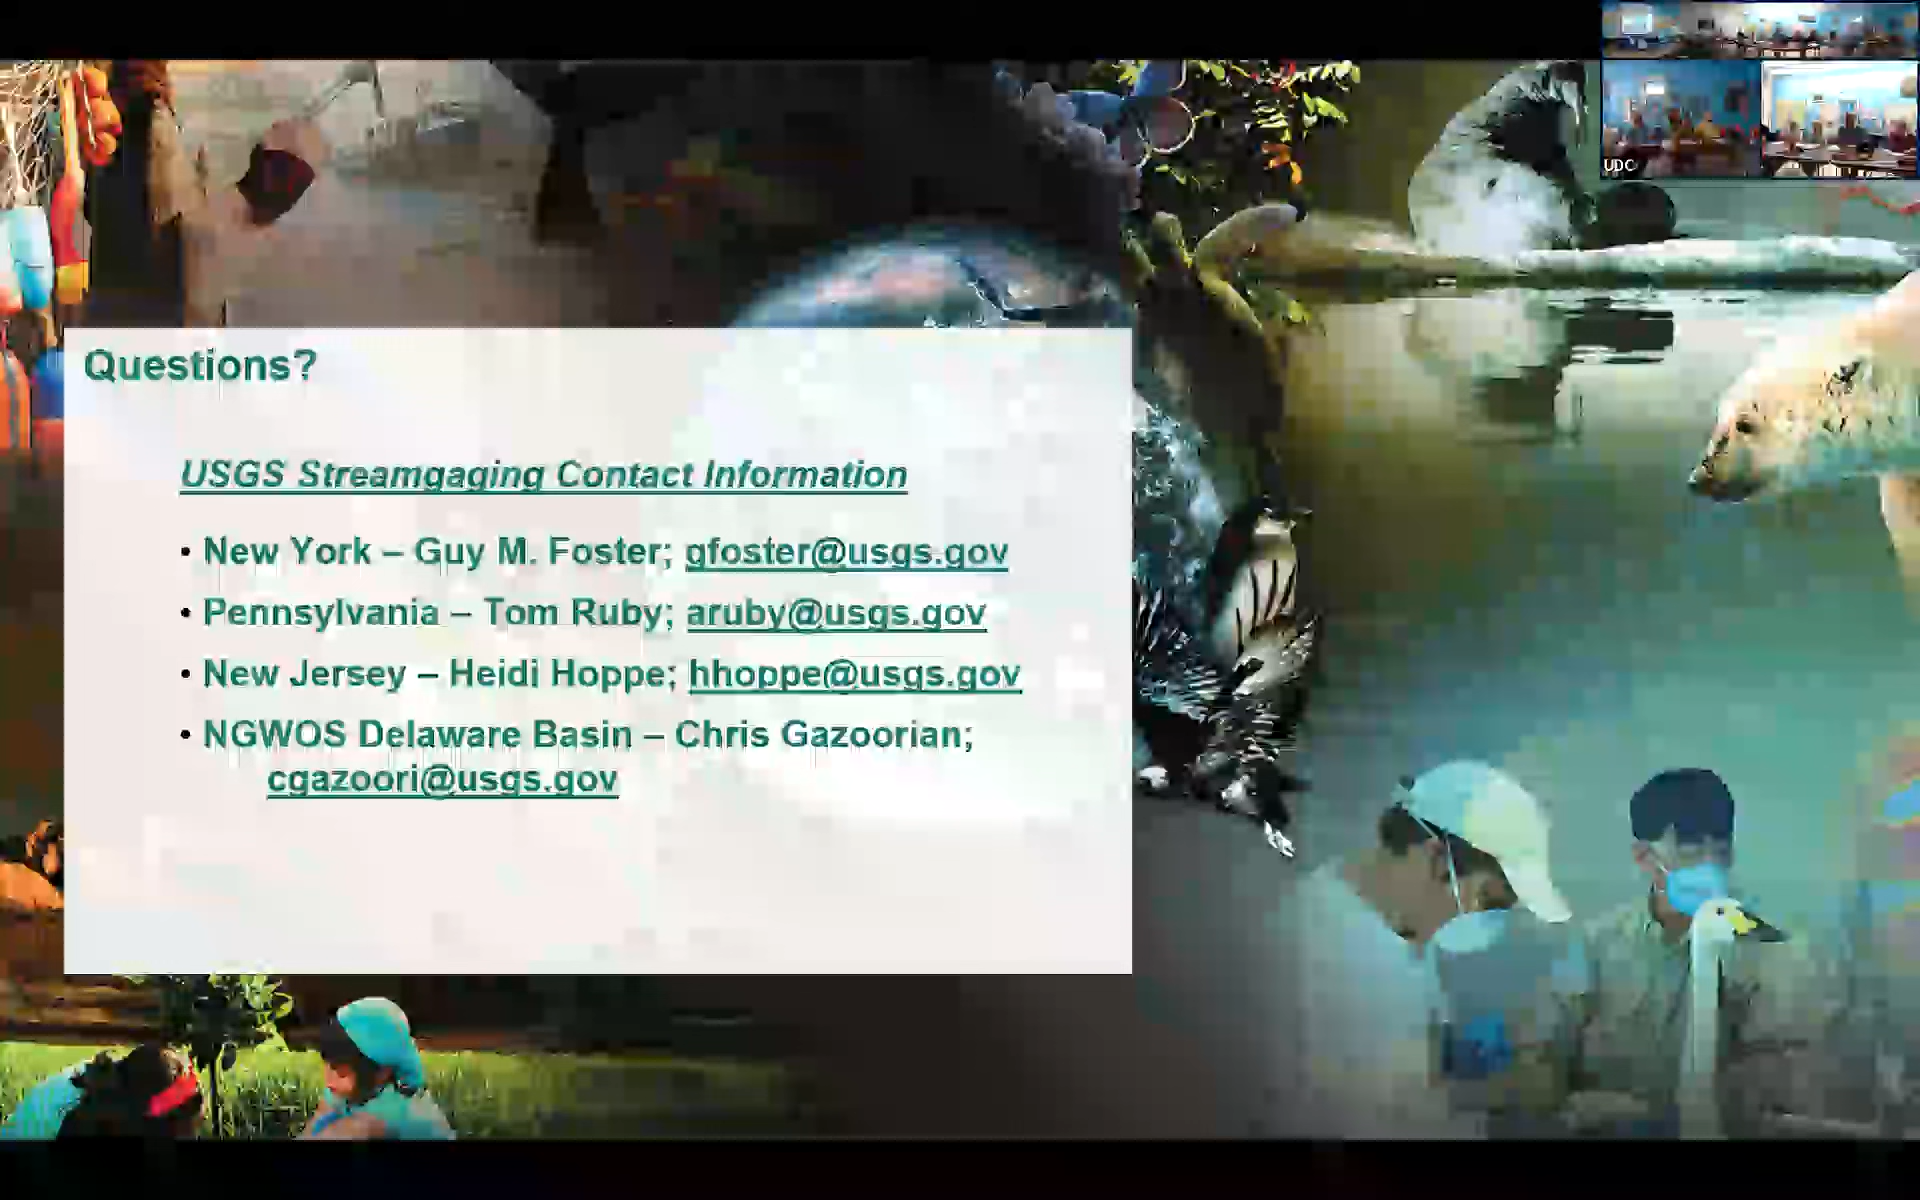 UDC
Questions?
USGS Streamgaging Contact Information
• New York – Guy M. Foster; gfoster@usgs.gov
• Pennsylvania – Tom Ruby; aruby@usgs.gov
• New Jersey – Heidi Hoppe; hhoppe@usgs.gov
• NGWOS Delaware Basin – Chris Gazoorian;
cgazoori@usgs.gov